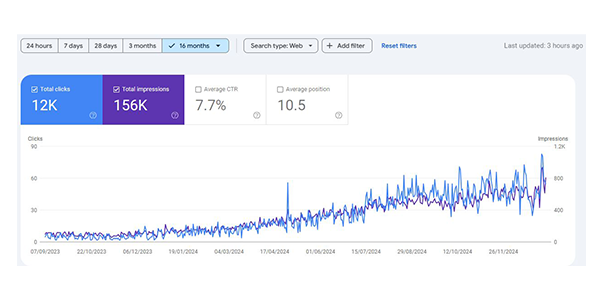 24 hours 7 days 28 days 3 months 16 months Search type: Web Add filter Reset filters Last updated: 3 hours ago
Total clicks Total impressions Average CTR Average position
12K 156K 7.7% 10.5
Clicks Impressions
90 1.2K
60 800
30 400
0 0
07/09/2023 22/10/2023 06/12/2023 19/01/2024 04/03/2024 17/04/2024 01/06/2024 15/07/2024 29/08/2024 12/10/2024 26/11/2024